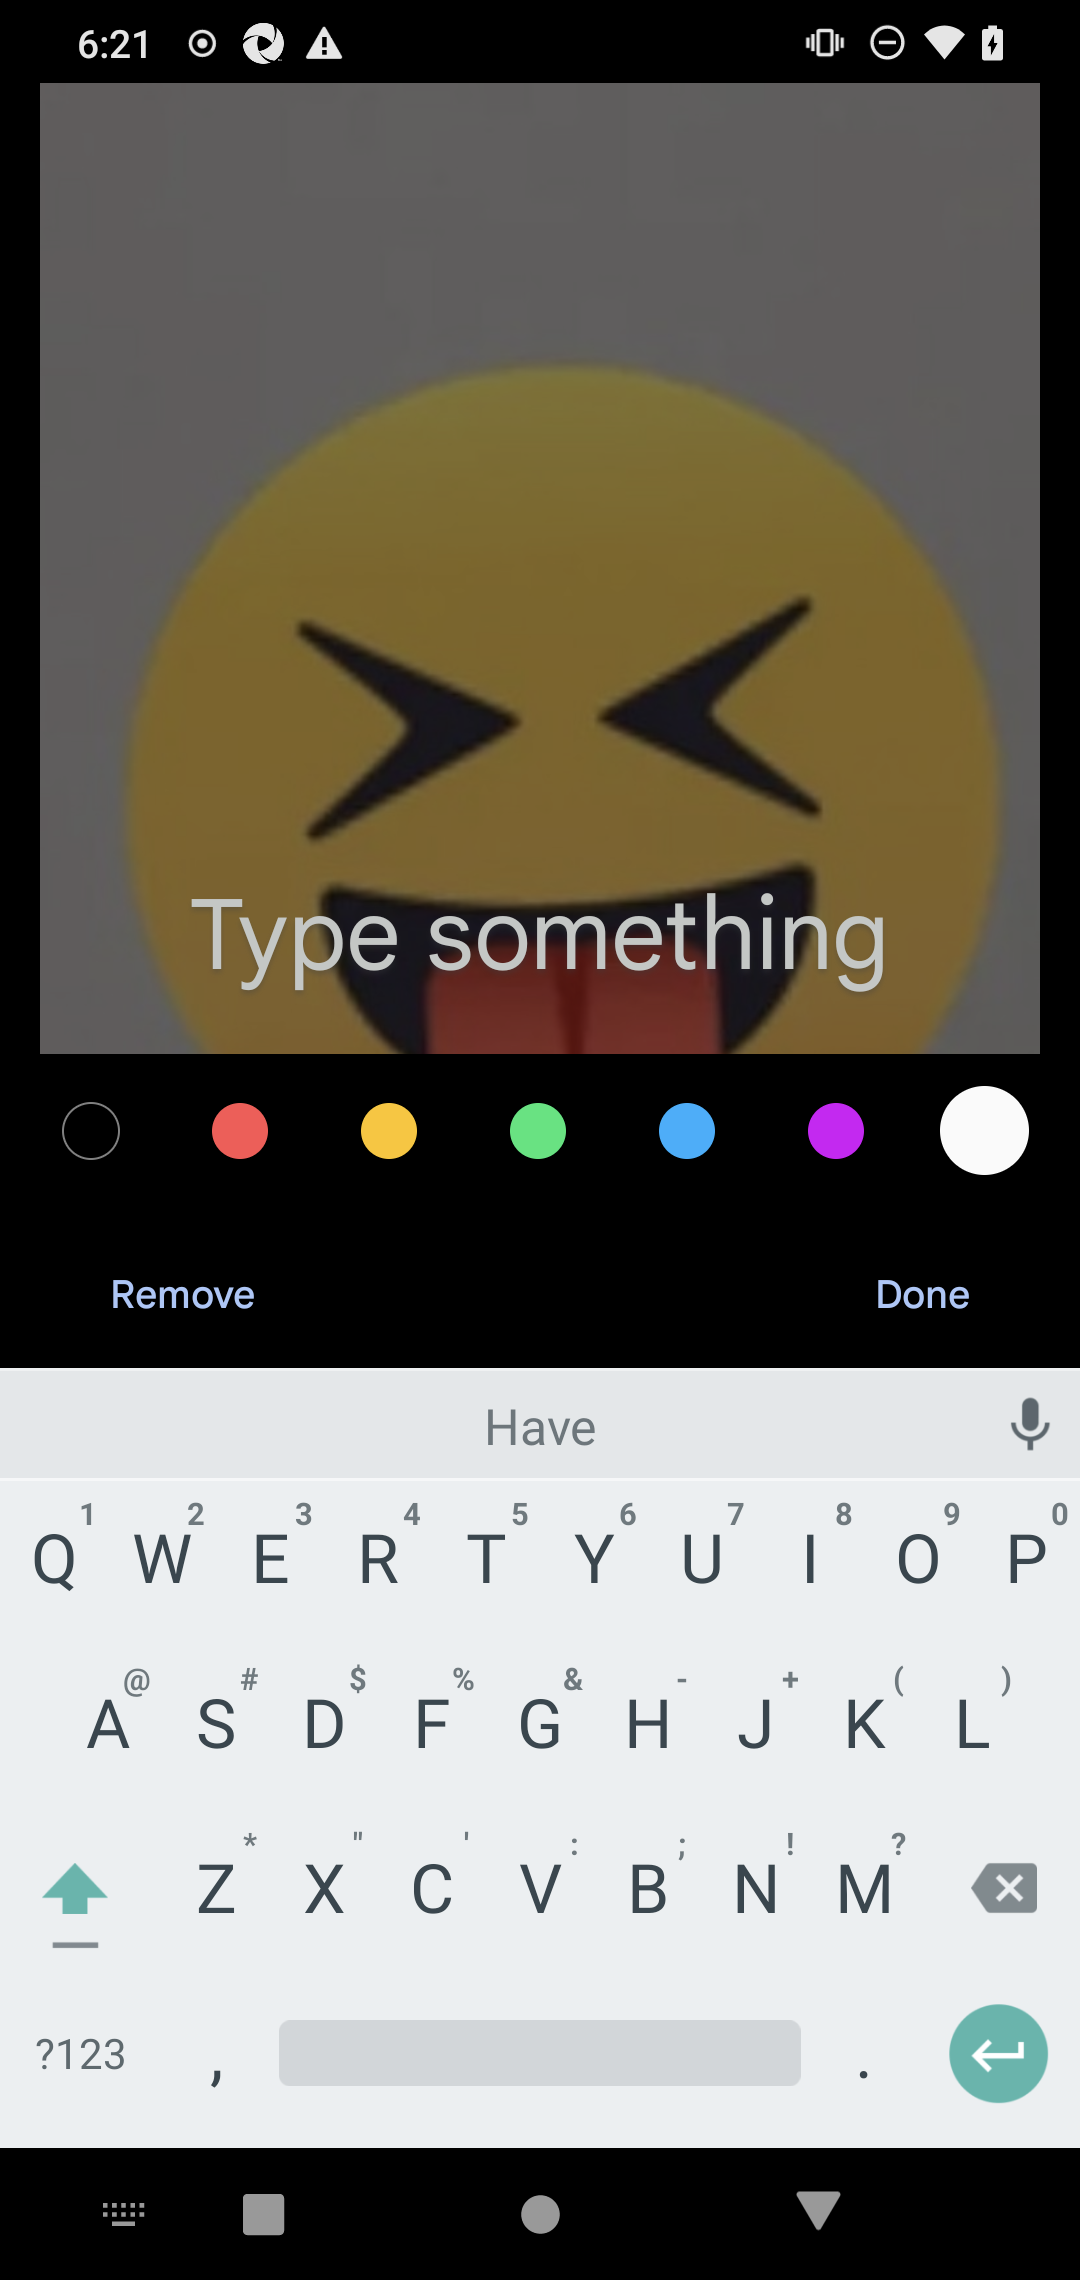 6:21
Type something
Remove Done
Have
1 2 3 4 5 6 7 8 9 0
Q W E R T Y U I O P
@ # $ % & - + ( )
A S D F G H J K L
* " ' : ; ! ?
Z X C V B N M
?123 , .